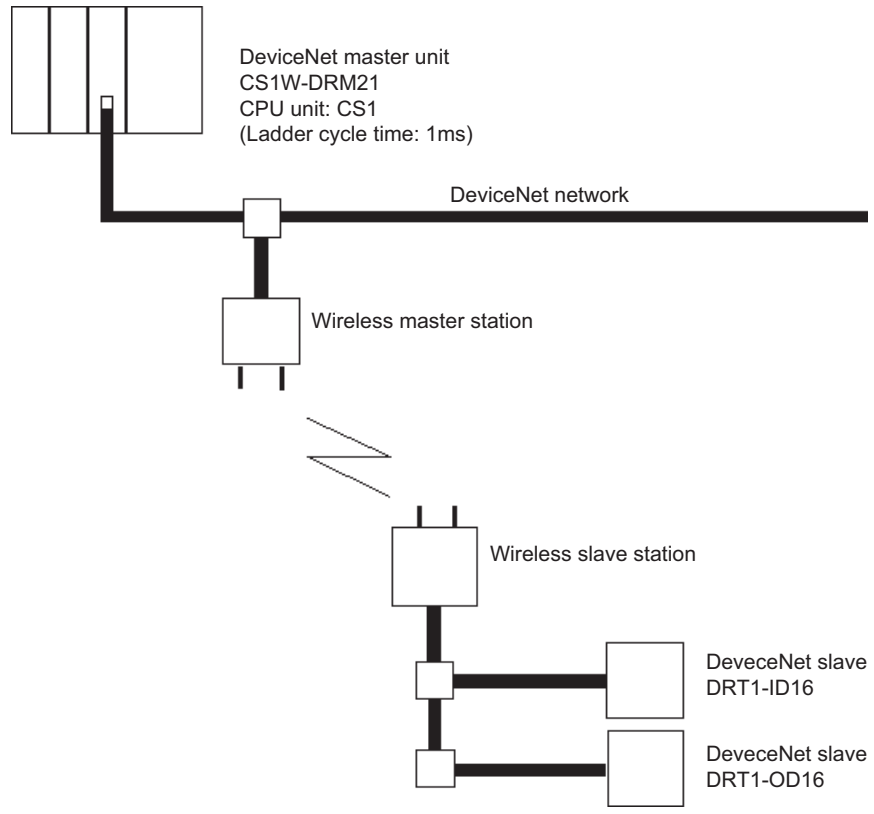 DeviceNet master unit
CS1W-DRM21
CPU unit: CS1
(Ladder cycle time: 1ms)
DeviceNet network
Wireless master station
Wireless slave station
DeveceNet slave
DRT1-ID16
DeveceNet slave
DRT1-OD16